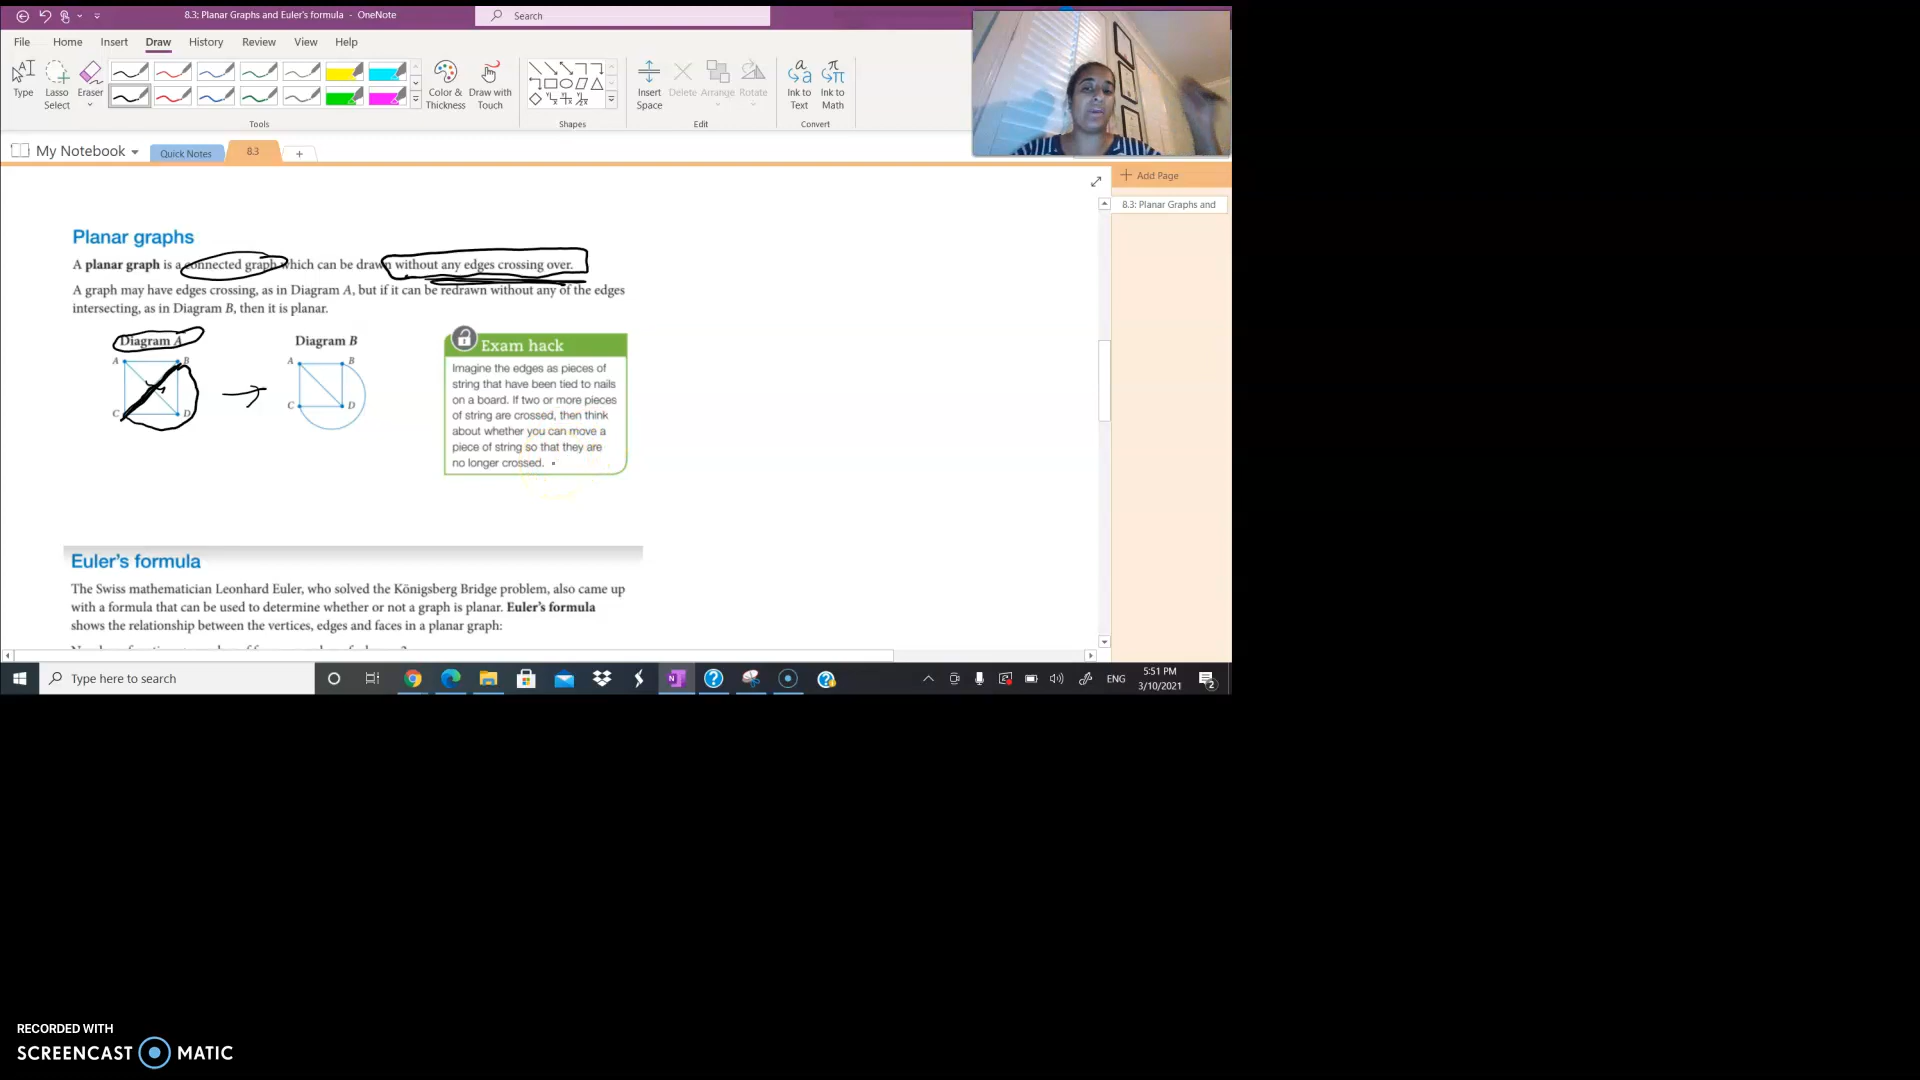 8.3: Planar Graphs and Euler's formula - OneNote
Search
File Home Insert Draw History Review View Help
Type
Lasso Select
Eraser
Color & Thickness
Draw with Touch
Insert Space
Delete
Arrange
Rotate
Ink to Text
Ink to Math
Tools
Shapes
Edit
Convert
My Notebook
Quick Notes
8.3
Add Page
8.3: Planar Graphs and
Planar graphs
A planar graph is a connected graph which can be drawn without any edges crossing over.
A graph may have edges crossing, as in Diagram A, but if it can be redrawn without any of the edges
intersecting, as in Diagram B, then it is planar.
Diagram A
A B
C D
Diagram B
A B
C D
Exam hack
Imagine the edges as pieces of
string that have been tied to nails
on a board. If two or more pieces
of string are crossed, then think
about whether you can move a
piece of string so that they are
no longer crossed.
Euler's formula
The Swiss mathematician Leonhard Euler, who solved the Königsberg Bridge problem, also came up
with a formula that can be used to determine whether or not a graph is planar. Euler's formula
shows the relationship between the vertices, edges and faces in a planar graph:
Type here to search
ENG
5:51 PM
3/10/2021
2
RECORDED WITH
SCREENCAST MATIC